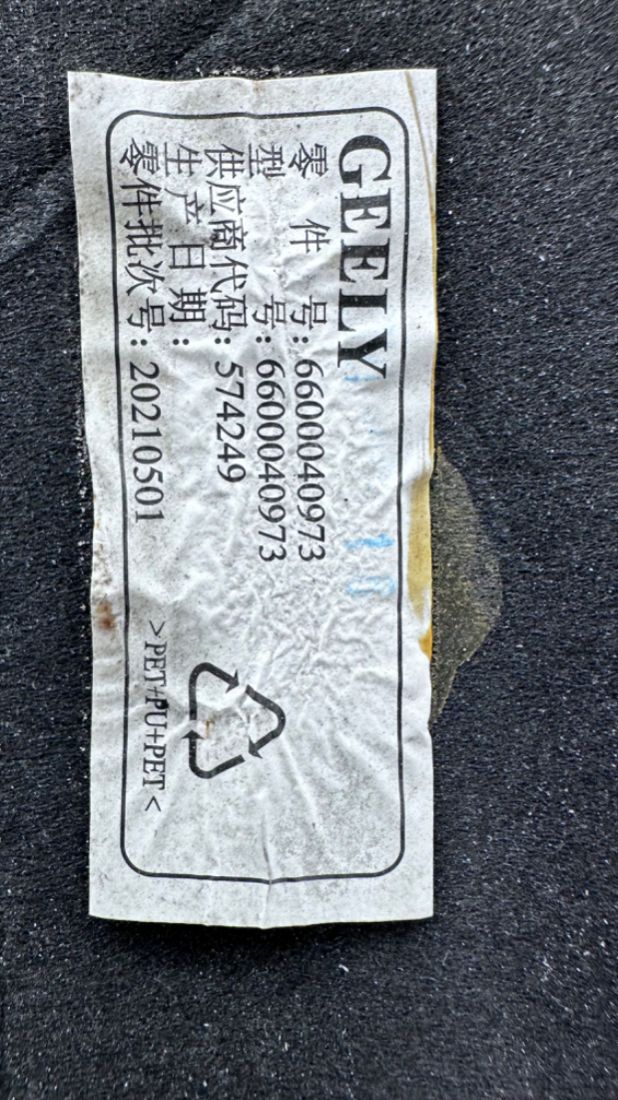 GEELY
零件号:6600040973
型号:6600040973
供应商代码:574249
生产日期:
零件批次号:20210501
>PET+PU+PET<